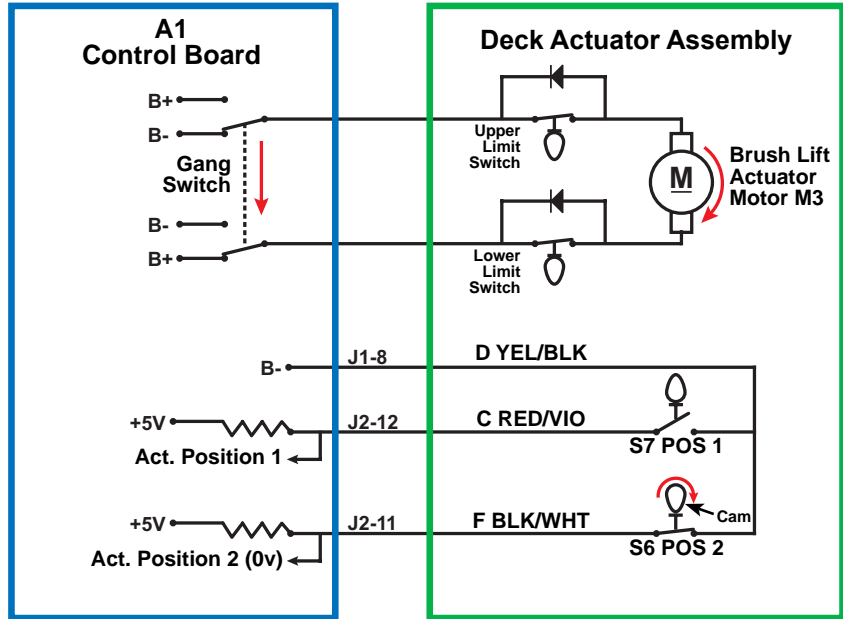 A1
Control Board
Deck Actuator Assembly
B+
B-
Gang
Switch
B-
B+
Upper
Limit
Switch
M
Brush Lift
Actuator
Motor M3
Lower
Limit
Switch
B-
J1-8
D YEL/BLK
+5V
J2-12
C RED/VIO
Act. Position 1
S7 POS 1
+5V
J2-11
F BLK/WHT
Cam
Act. Position 2 (0v)
S6 POS 2